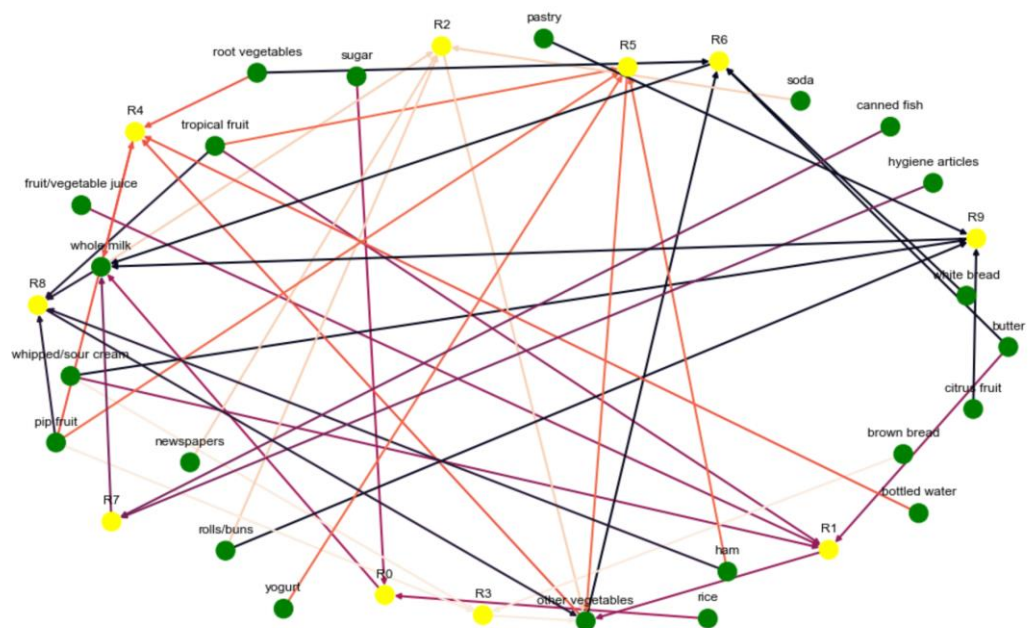 pastry
R2
root vegetables
sugar
R5
R6
soda
R4
canned fish
tropical fruit
hygiene articles
fruit/vegetable juice
R9
whole milk
white bread
R8
butter
whipped/sour cream
citrus fruit
pip fruit
newspapers
brown bread
bottled water
R7
rolls/buns
R1
ham
yogurt
R0
R3
other vegetables
rice